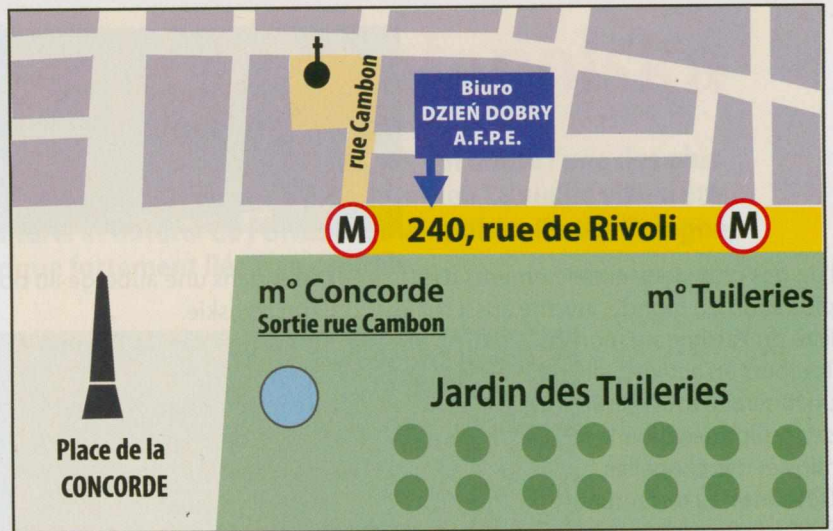 rue Cambon
Biuro
DZIEŃ DOBRY
A.F.P.E.
M
240, rue de Rivoli
M
m° Concorde
Sortie rue Cambon
m° Tuileries
Jardin des Tuileries
Place de la
CONCORDE